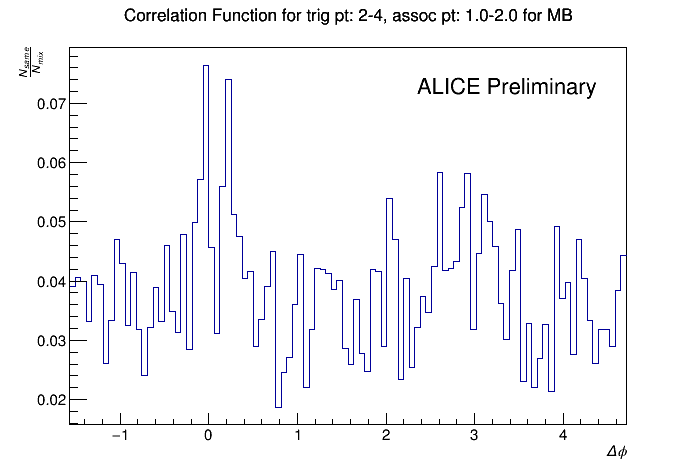 Correlation Function for trig pt: 2-4, assoc pt: 1.0-2.0 for MB
N_same
N_mix
ALICE Preliminary
0.07
0.06
0.05
0.04
0.03
0.02
−1 0 1 2 3 4
Δϕ